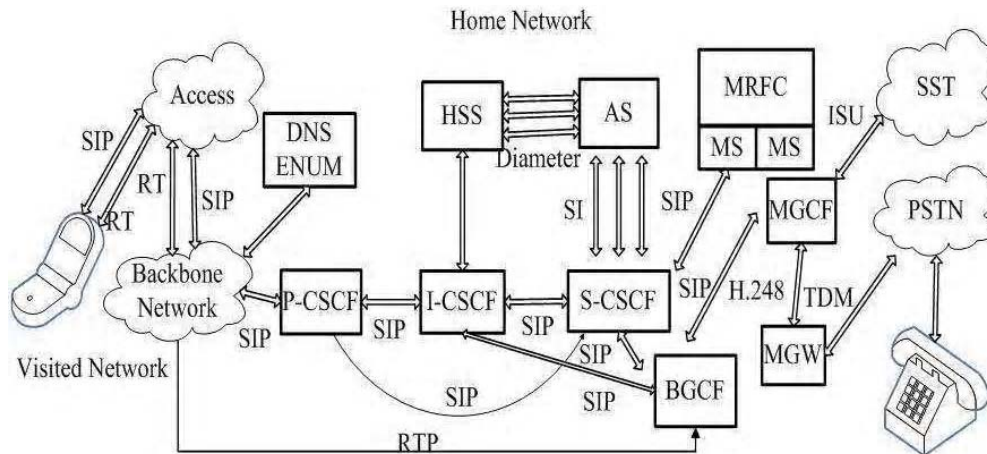 Home Network
Access
SIP
RT
RT
SIP
DNS
ENUM
HSS
AS
Diameter
MRFC
MS
MS
ISU
SST
SI
SIP
MGCF
PSTN
Backbone
Network
P-CSCF
I-CSCF
S-CSCF
SIP
H.248
TDM
SIP
SIP
SIP
SIP
MGW
Visited Network
SIP
SIP
BGCF
RTP